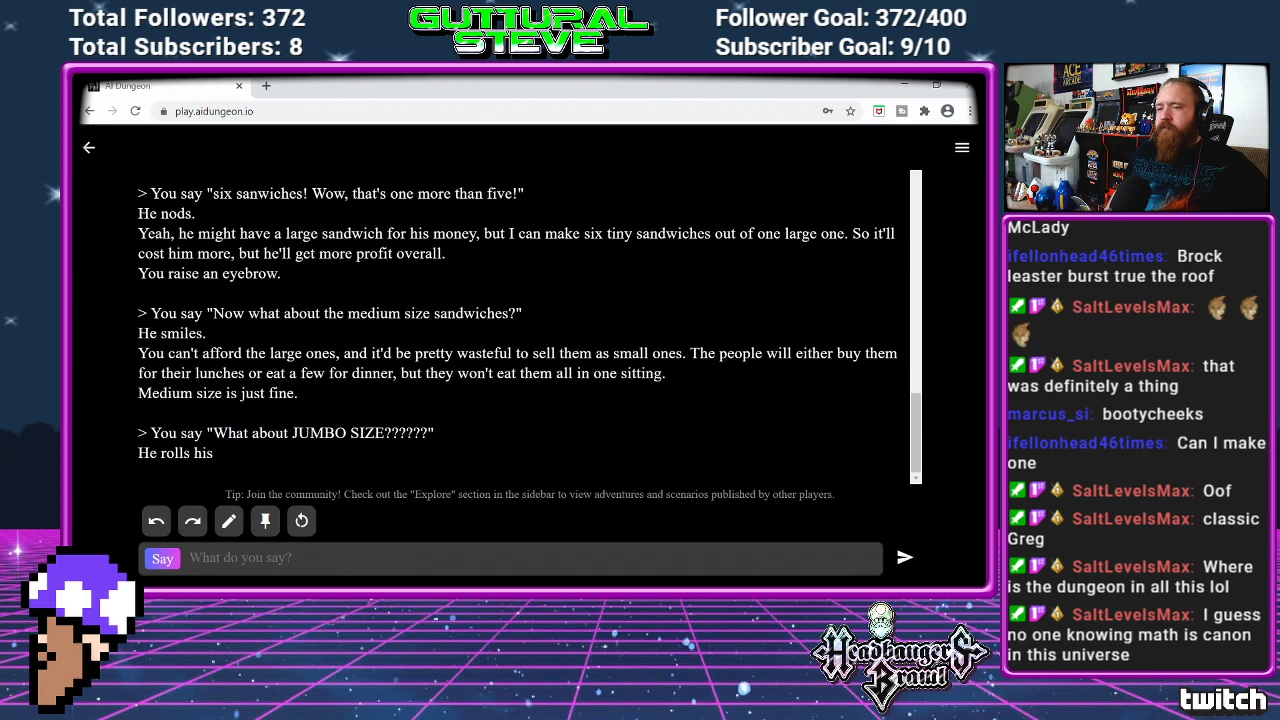 Total Followers: 372
Total Subscribers: 8
GUTTURAL
STEVE
Follower Goal: 372/400
Subscriber Goal: 9/10
AI Dungeon
play.aidungeon.io
> You say "six sanwiches! Wow, that's one more than five!"
He nods.
Yeah, he might have a large sandwich for his money, but I can make six tiny sandwiches out of one large one. So it'll
cost him more, but he'll get more profit overall.
You raise an eyebrow.
> You say "Now what about the medium size sandwiches?"
He smiles.
You can't afford the large ones, and it'd be pretty wasteful to sell them as small ones. The people will either buy them
for their lunches or eat a few for dinner, but they won't eat them all in one sitting.
Medium size is just fine.
> You say "What about JUMBO SIZE??????"
He rolls his
Tip: Join the community! Check out the "Explore" section in the sidebar to view adventures and scenarios published by other players.
Say
What do you say?
ACE
ARCADE
McLady
ifellonhead46times: Brock
leaster burst true the roof
SaltLevelsMax:
SaltLevelsMax: that
was definitely a thing
marcus_si: bootycheeks
ifellonhead46times: Can I make
one
SaltLevelsMax: Oof
SaltLevelsMax: classic
Greg
SaltLevelsMax: Where
is the dungeon in all this lol
SaltLevelsMax: I guess
no one knowing math is canon
in this universe
Headbangers
Brawl
twitch